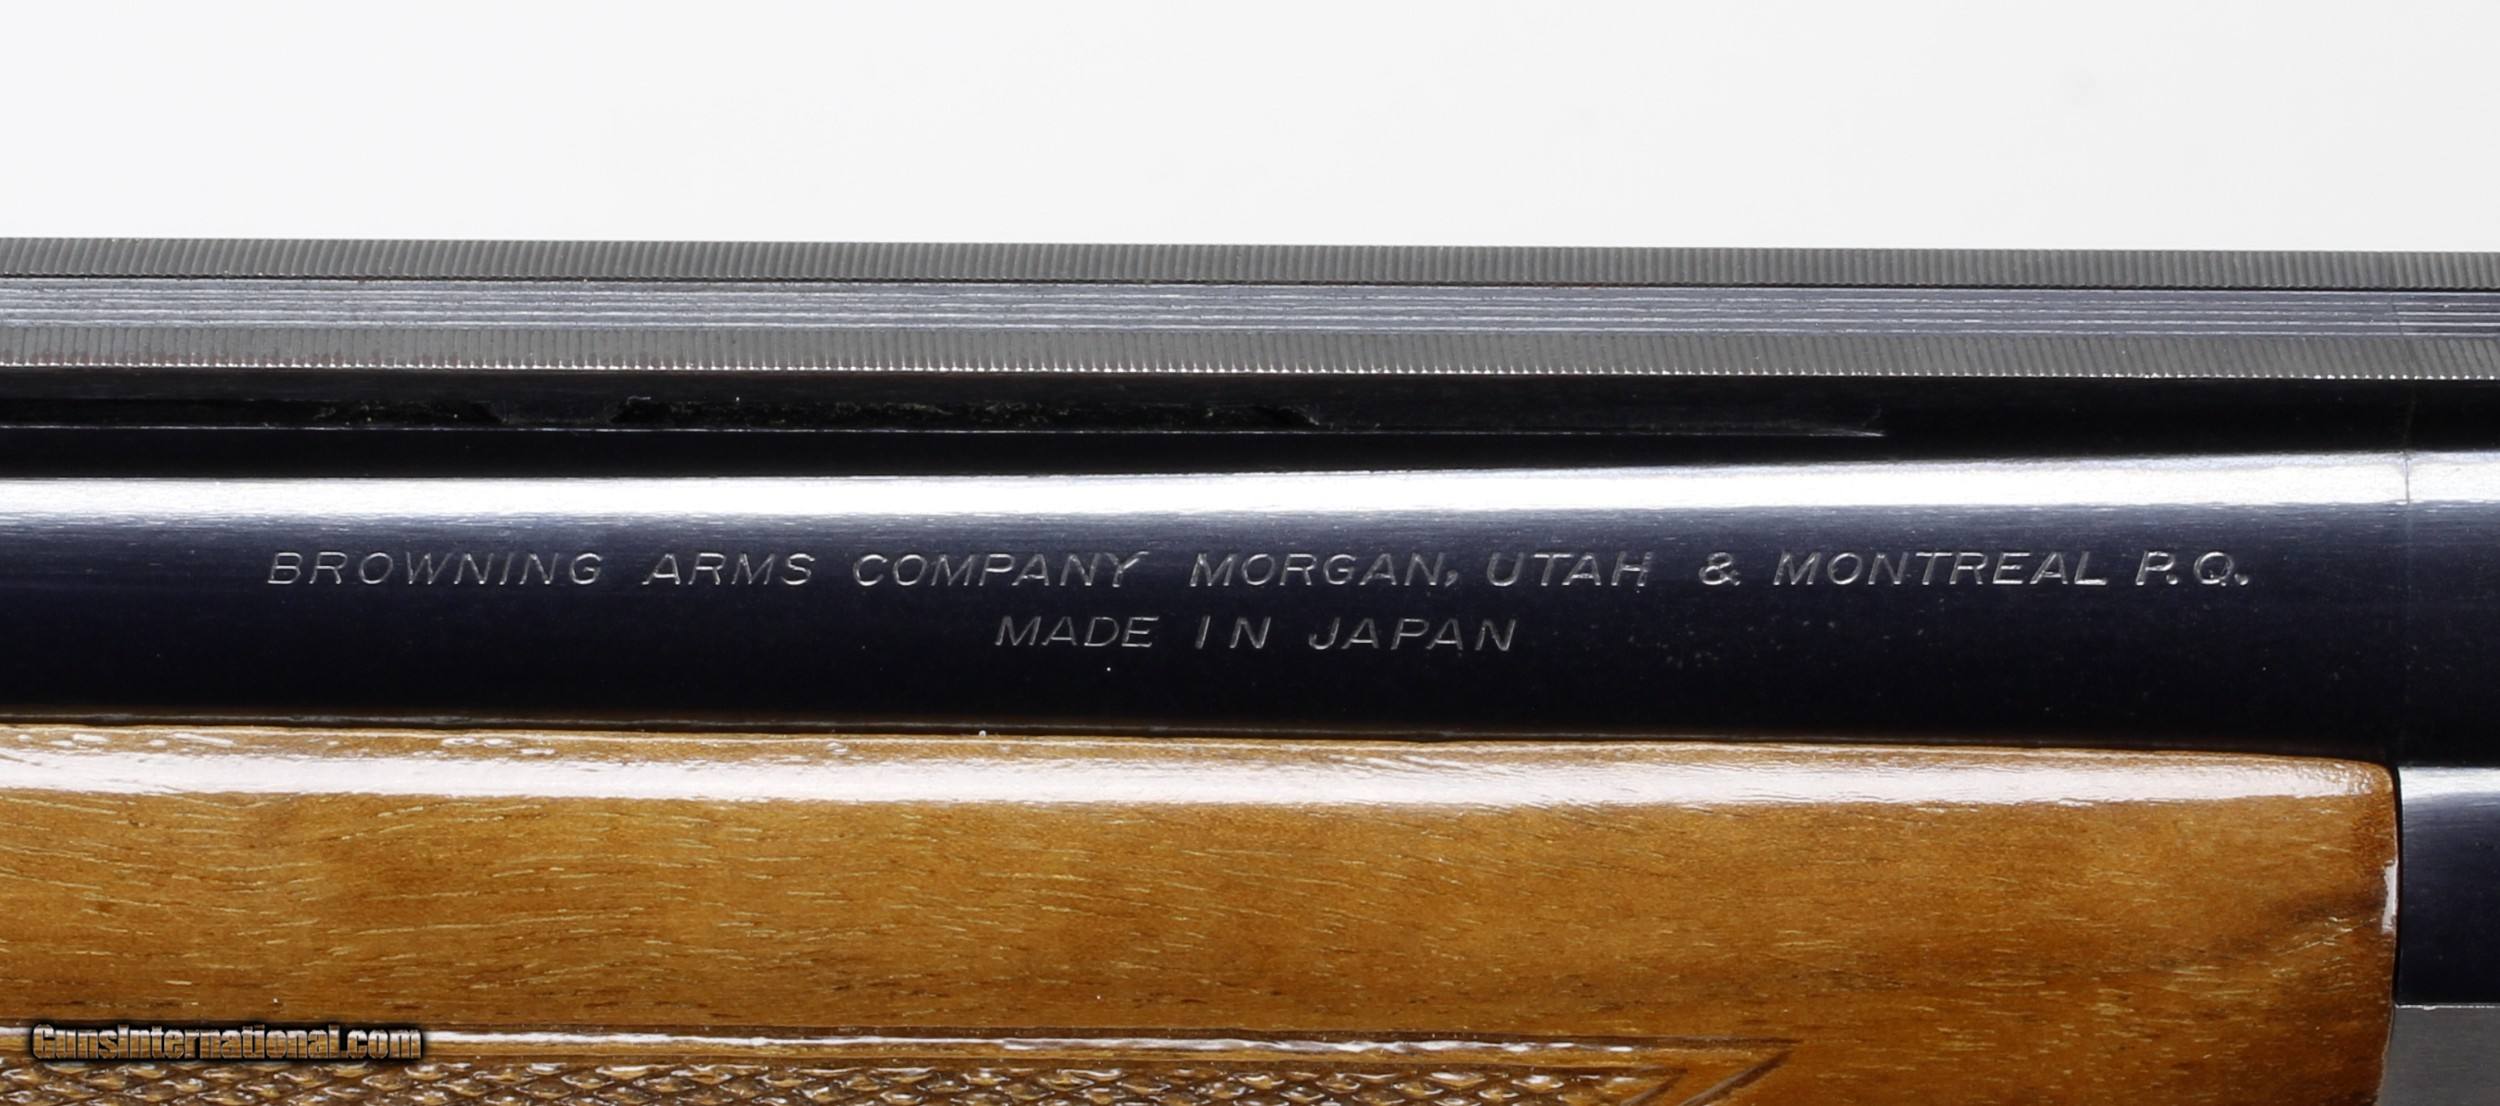 BROWNING ARMS COMPANY MORGAN, UTAH & MONTREAL P.Q.
MADE IN JAPAN
GunsInternational.com